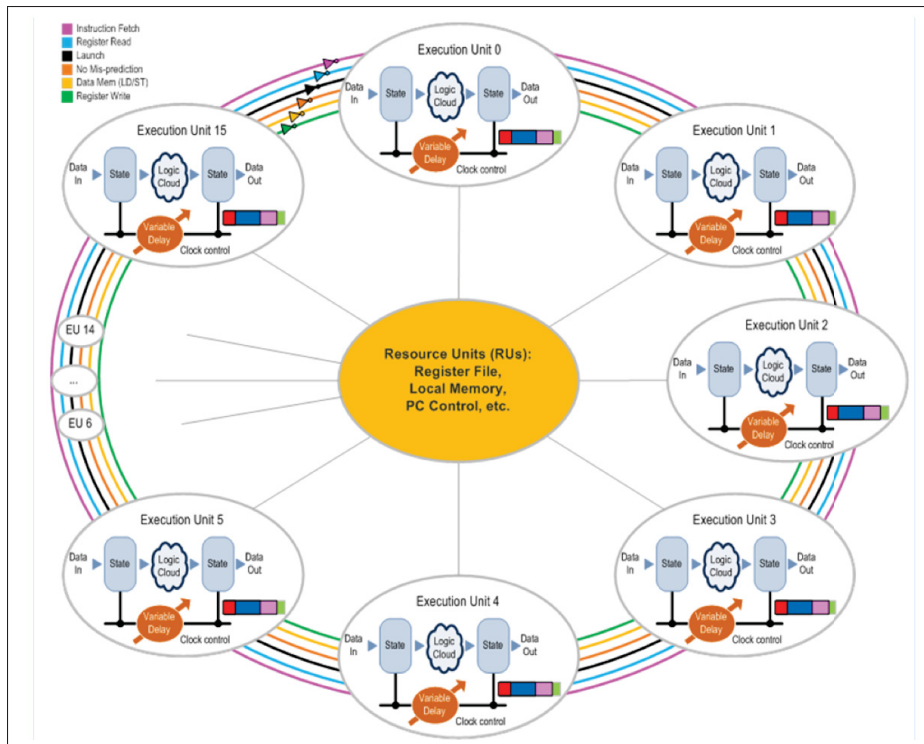 Instruction Fetch
Register Read
Launch
No Mis-prediction
Data Mem (LD/ST)
Register Write
Execution Unit 0
Data
In
State
Logic
Cloud
State
Data
Out
Variable
Delay
Clock control
Execution Unit 15
Data
In
State
Logic
Cloud
State
Data
Out
Variable
Delay
Clock control
Execution Unit 1
Data
In
State
Logic
Cloud
State
Data
Out
Variable
Delay
Clock control
EU 14
...
EU 6
Resource Units (RUs):
Register File,
Local Memory,
PC Control, etc.
Execution Unit 2
Data
In
State
Logic
Cloud
State
Data
Out
Variable
Delay
Clock control
Execution Unit 5
Data
In
State
Logic
Cloud
State
Data
Out
Variable
Delay
Clock control
Execution Unit 4
Data
In
State
Logic
Cloud
State
Data
Out
Variable
Delay
Clock control
Execution Unit 3
Data
In
State
Logic
Cloud
State
Data
Out
Variable
Delay
Clock control